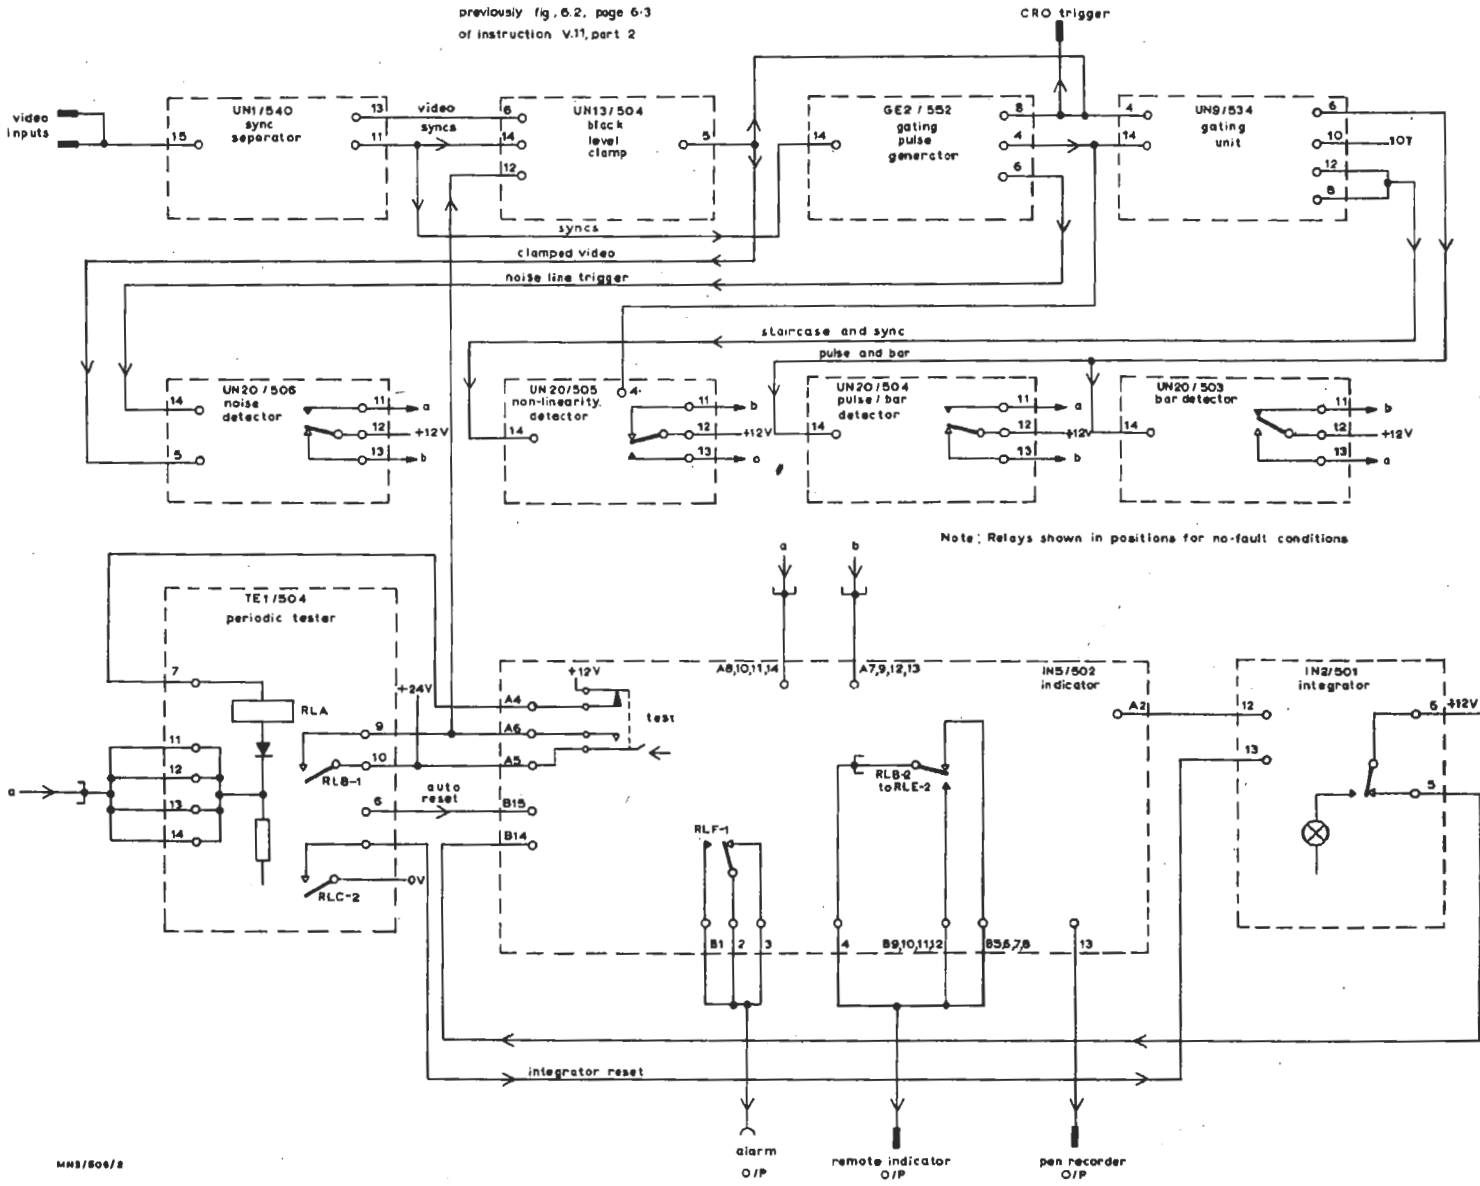 previously fig, 6.2, page 6·3
of instruction V.11, part 2
CRO trigger
video
inputs
15
UN1/540
sync
separator
13
11
video
syncs
6
14
12
UN13/504
black
level
clamp
5
14
GE2/552
gating
pulse
generator
8
4
6
4
14
UN9/534
gating
unit
6
10
12
8
syncs
clamped video
noise line trigger
staircase and sync
pulse and bar
14
5
UN20/506
noise
detector
11
12
13
a
+12V
b
UN20/505
non-linearity
detector
4
14
11
12
13
b
+12V
a
UN20/504
pulse/bar
detector
14
11
12
13
a
+12V
b
UN20/503
bar detector
14
11
12
13
b
+12V
a
Note; Relays shown in positions for no-fault conditions
a
b
TE1/504
periodic tester
7
RLA
11
12
13
14
a
+24V
9
10
RLB-1
6
auto
reset
RLC-2
0V
A4
A6
A5
B15
B14
+12V
test
A8,10,11,14
A7,9,12,13
IN5/502
indicator
A2
RLB-2
to RLE-2
RLF-1
B1
2
3
4
B9,10,11,12
B5,6,7,8
13
IN2/501
integrator
12
13
6
+12V
5
integrator reset
alarm
O/P
remote indicator
O/P
pen recorder
O/P
MN2/506/2